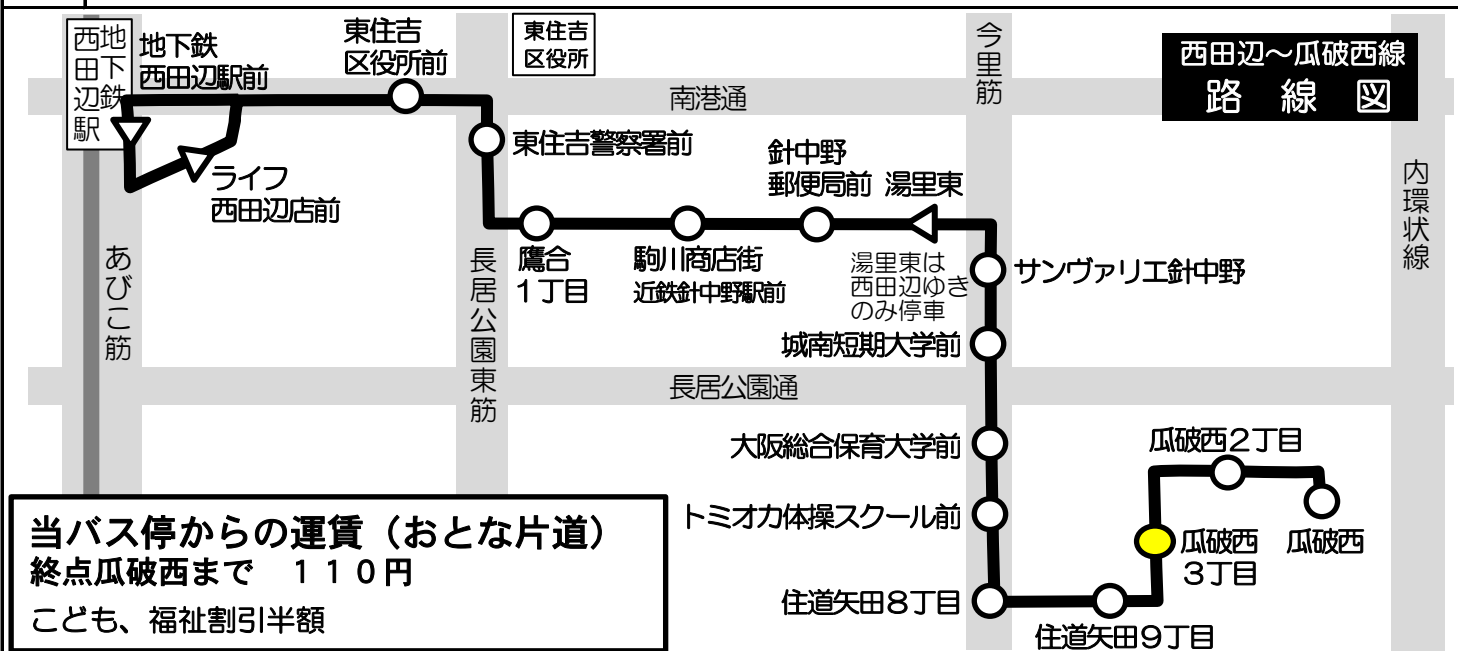 地下鉄
西田辺駅
地下鉄
西田辺駅前
東住吉
区役所前
東住吉
区役所
今里筋
西田辺～瓜破西線
路線図
南港通
東住吉警察署前
ライフ
西田辺店前
針中野
郵便局前
湯里東
内環状線
あびこ筋
長居公園東筋
鷹合
1丁目
駒川商店街
近鉄針中野駅前
湯里東は
西田辺ゆき
のみ停車
サンヴァリエ針中野
城南短期大学前
長居公園通
大阪総合保育大学前
瓜破西2丁目
トミオカ体操スクール前
瓜破西
3丁目
瓜破西
住道矢田8丁目
住道矢田9丁目
当バス停からの運賃（おとな片道）
終点瓜破西まで　１１０円
こども、福祉割引半額